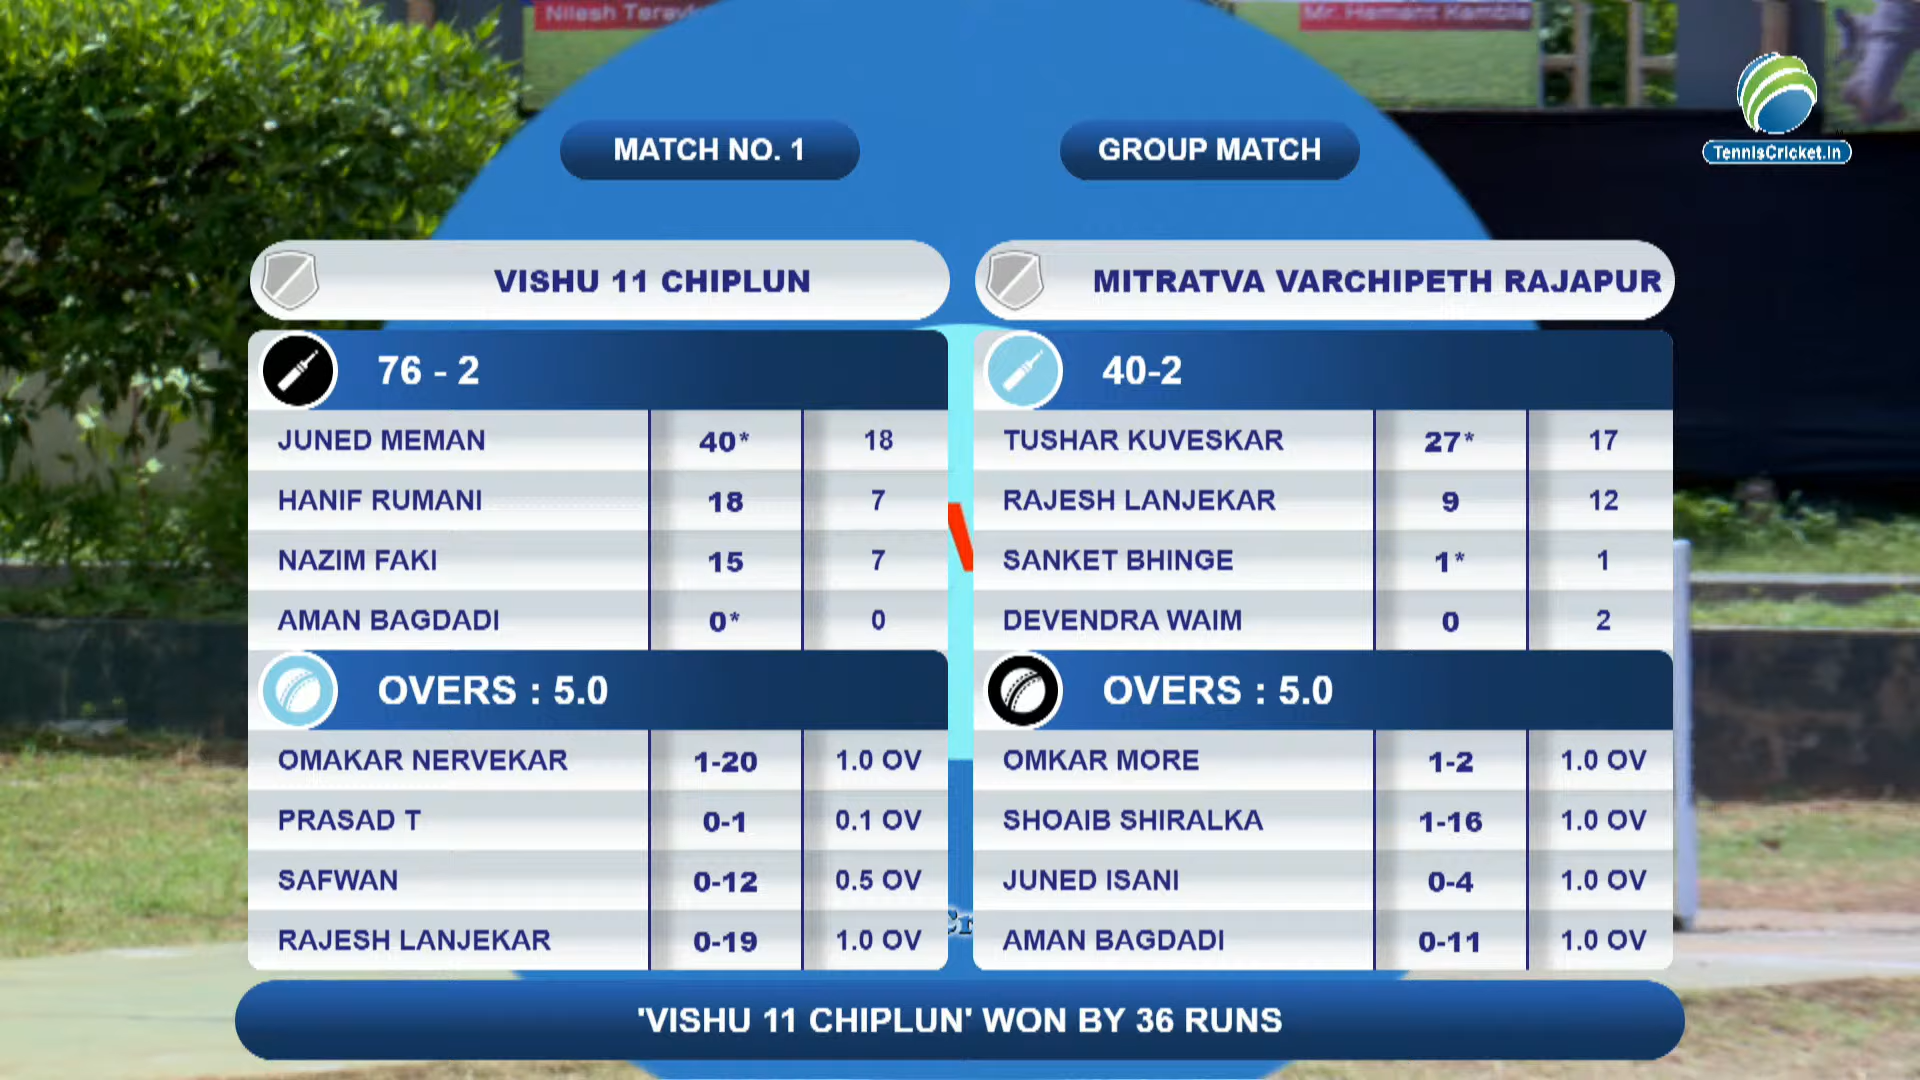 MATCH NO. 1
GROUP MATCH
TennisCricket.in
VISHU 11 CHIPLUN
76 - 2
JUNED MEMAN 40* 18
HANIF RUMANI 18 7
NAZIM FAKI 15 7
AMAN BAGDADI 0* 0
OVERS : 5.0
OMAKAR NERVEKAR 1-20 1.0 OV
PRASAD T 0-1 0.1 OV
SAFWAN 0-12 0.5 OV
RAJESH LANJEKAR 0-19 1.0 OV
MITRATVA VARCHIPETH RAJAPUR
40-2
TUSHAR KUVESKAR 27* 17
RAJESH LANJEKAR 9 12
SANKET BHINGE 1* 1
DEVENDRA WAIM 0 2
OVERS : 5.0
OMKAR MORE 1-2 1.0 OV
SHOAIB SHIRALKA 1-16 1.0 OV
JUNED ISANI 0-4 1.0 OV
AMAN BAGDADI 0-11 1.0 OV
'VISHU 11 CHIPLUN' WON BY 36 RUNS